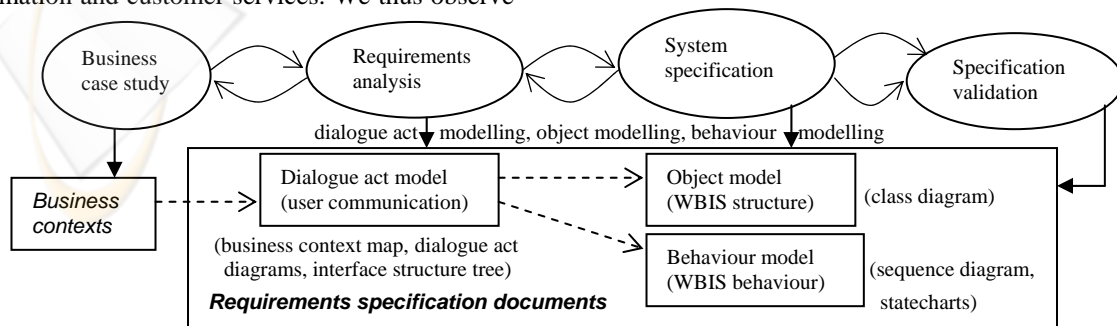 mation and customer services. We thus observe
Business
case study
Requirements
analysis
System
specification
Specification
validation
dialogue act modelling, object modelling, behaviour modelling
Business
contexts
Dialogue act model
(user communication)
Object model
(WBIS structure)
(class diagram)
(business context map, dialogue act
diagrams, interface structure tree)
Behaviour model
(WBIS behaviour)
(sequence diagram,
statecharts)
Requirements specification documents